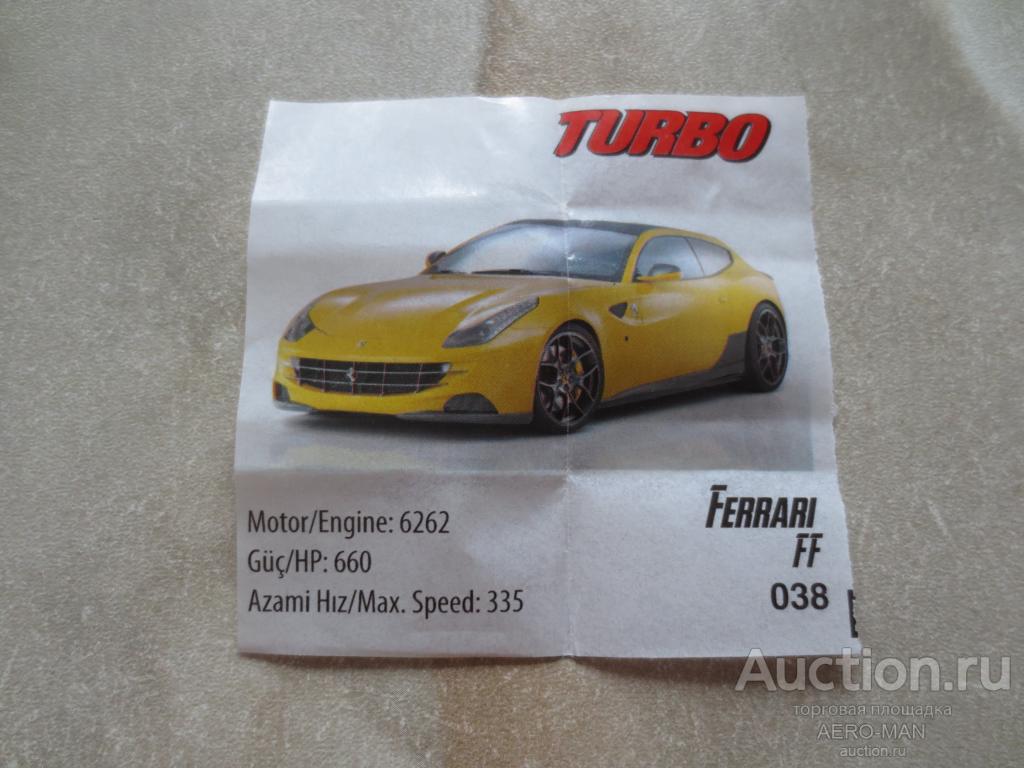 TURBO
Motor/Engine: 6262
Güç/HP: 660
Azami Hız/Max. Speed: 335
FERRARI
FF
038
Auction.ru
торговая площадка
AERO-MAN
auction.ru